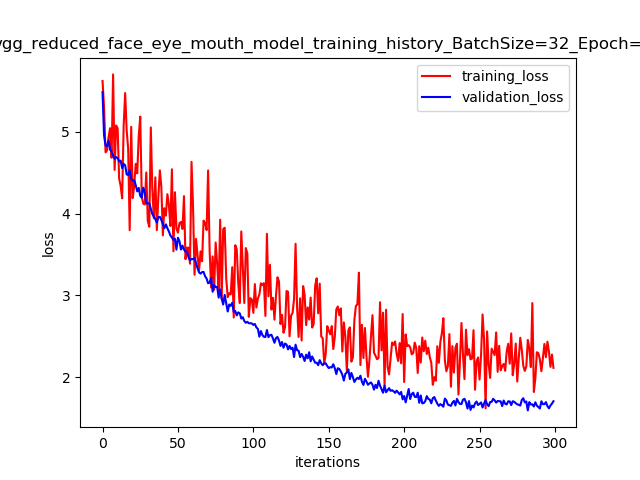 vgg_reduced_face_eye_mouth_model_training_history_BatchSize=32_Epoch=
training_loss
validation_loss
loss
5
4
3
2
0 50 100 150 200 250 300
iterations